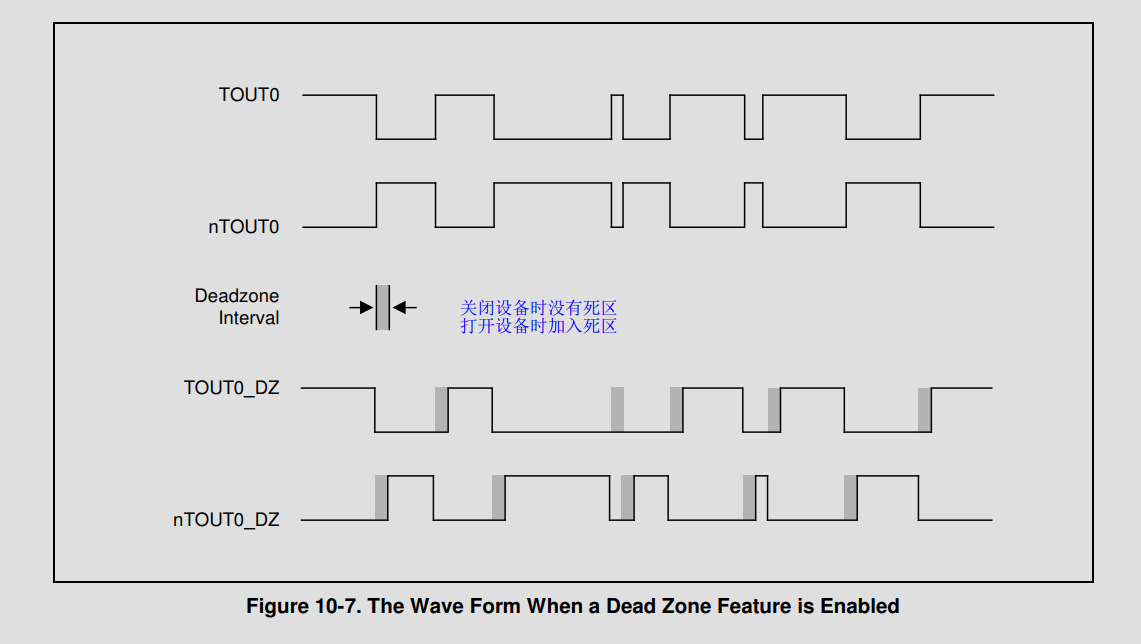 TOUT0
nTOUT0
Deadzone
Interval
关闭设备时没有死区
打开设备时加入死区
TOUT0_DZ
nTOUT0_DZ
Figure 10-7. The Wave Form When a Dead Zone Feature is Enabled